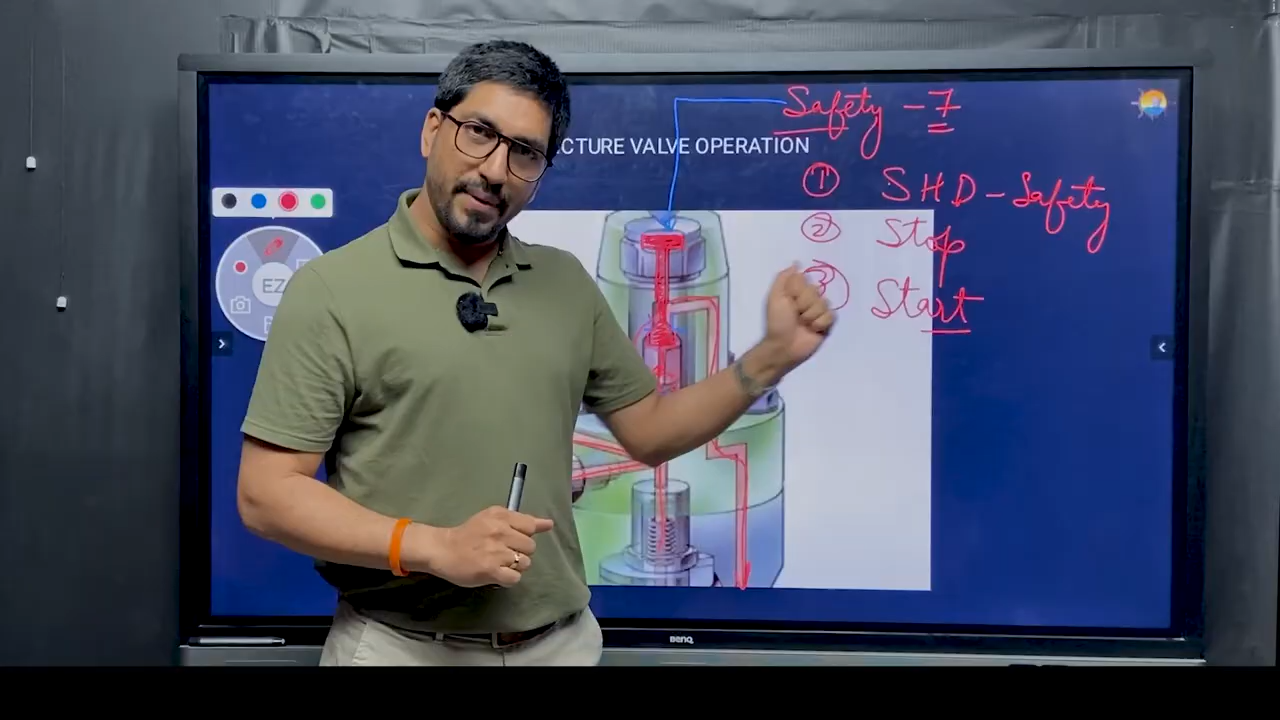 Safety - 7
CTURE VALVE OPERATION
① SHD - Safety
② Stop
③ Start
EZ
BenQ